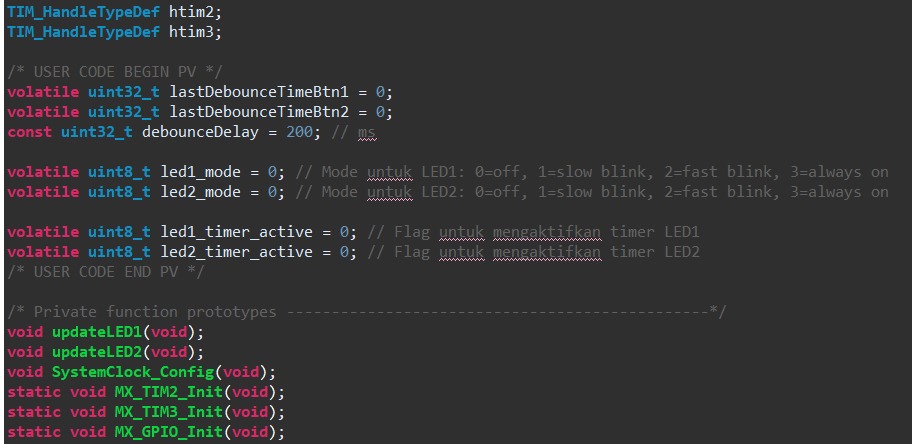 TIM_HandleTypeDef htim2;
TIM_HandleTypeDef htim3;
/* USER CODE BEGIN PV */
volatile uint32_t lastDebounceTimeBtn1 = 0;
volatile uint32_t lastDebounceTimeBtn2 = 0;
const uint32_t debounceDelay = 200; // ms
volatile uint8_t led1_mode = 0; // Mode untuk LED1: 0=off, 1=slow blink, 2=fast blink, 3=always on
volatile uint8_t led2_mode = 0; // Mode untuk LED2: 0=off, 1=slow blink, 2=fast blink, 3=always on
volatile uint8_t led1_timer_active = 0; // Flag untuk mengaktifkan timer LED1
volatile uint8_t led2_timer_active = 0; // Flag untuk mengaktifkan timer LED2
/* USER CODE END PV */
/* Private function prototypes -----------------------------------------------*/
void updateLED1(void);
void updateLED2(void);
void SystemClock_Config(void);
static void MX_TIM2_Init(void);
static void MX_TIM3_Init(void);
static void MX_GPIO_Init(void);